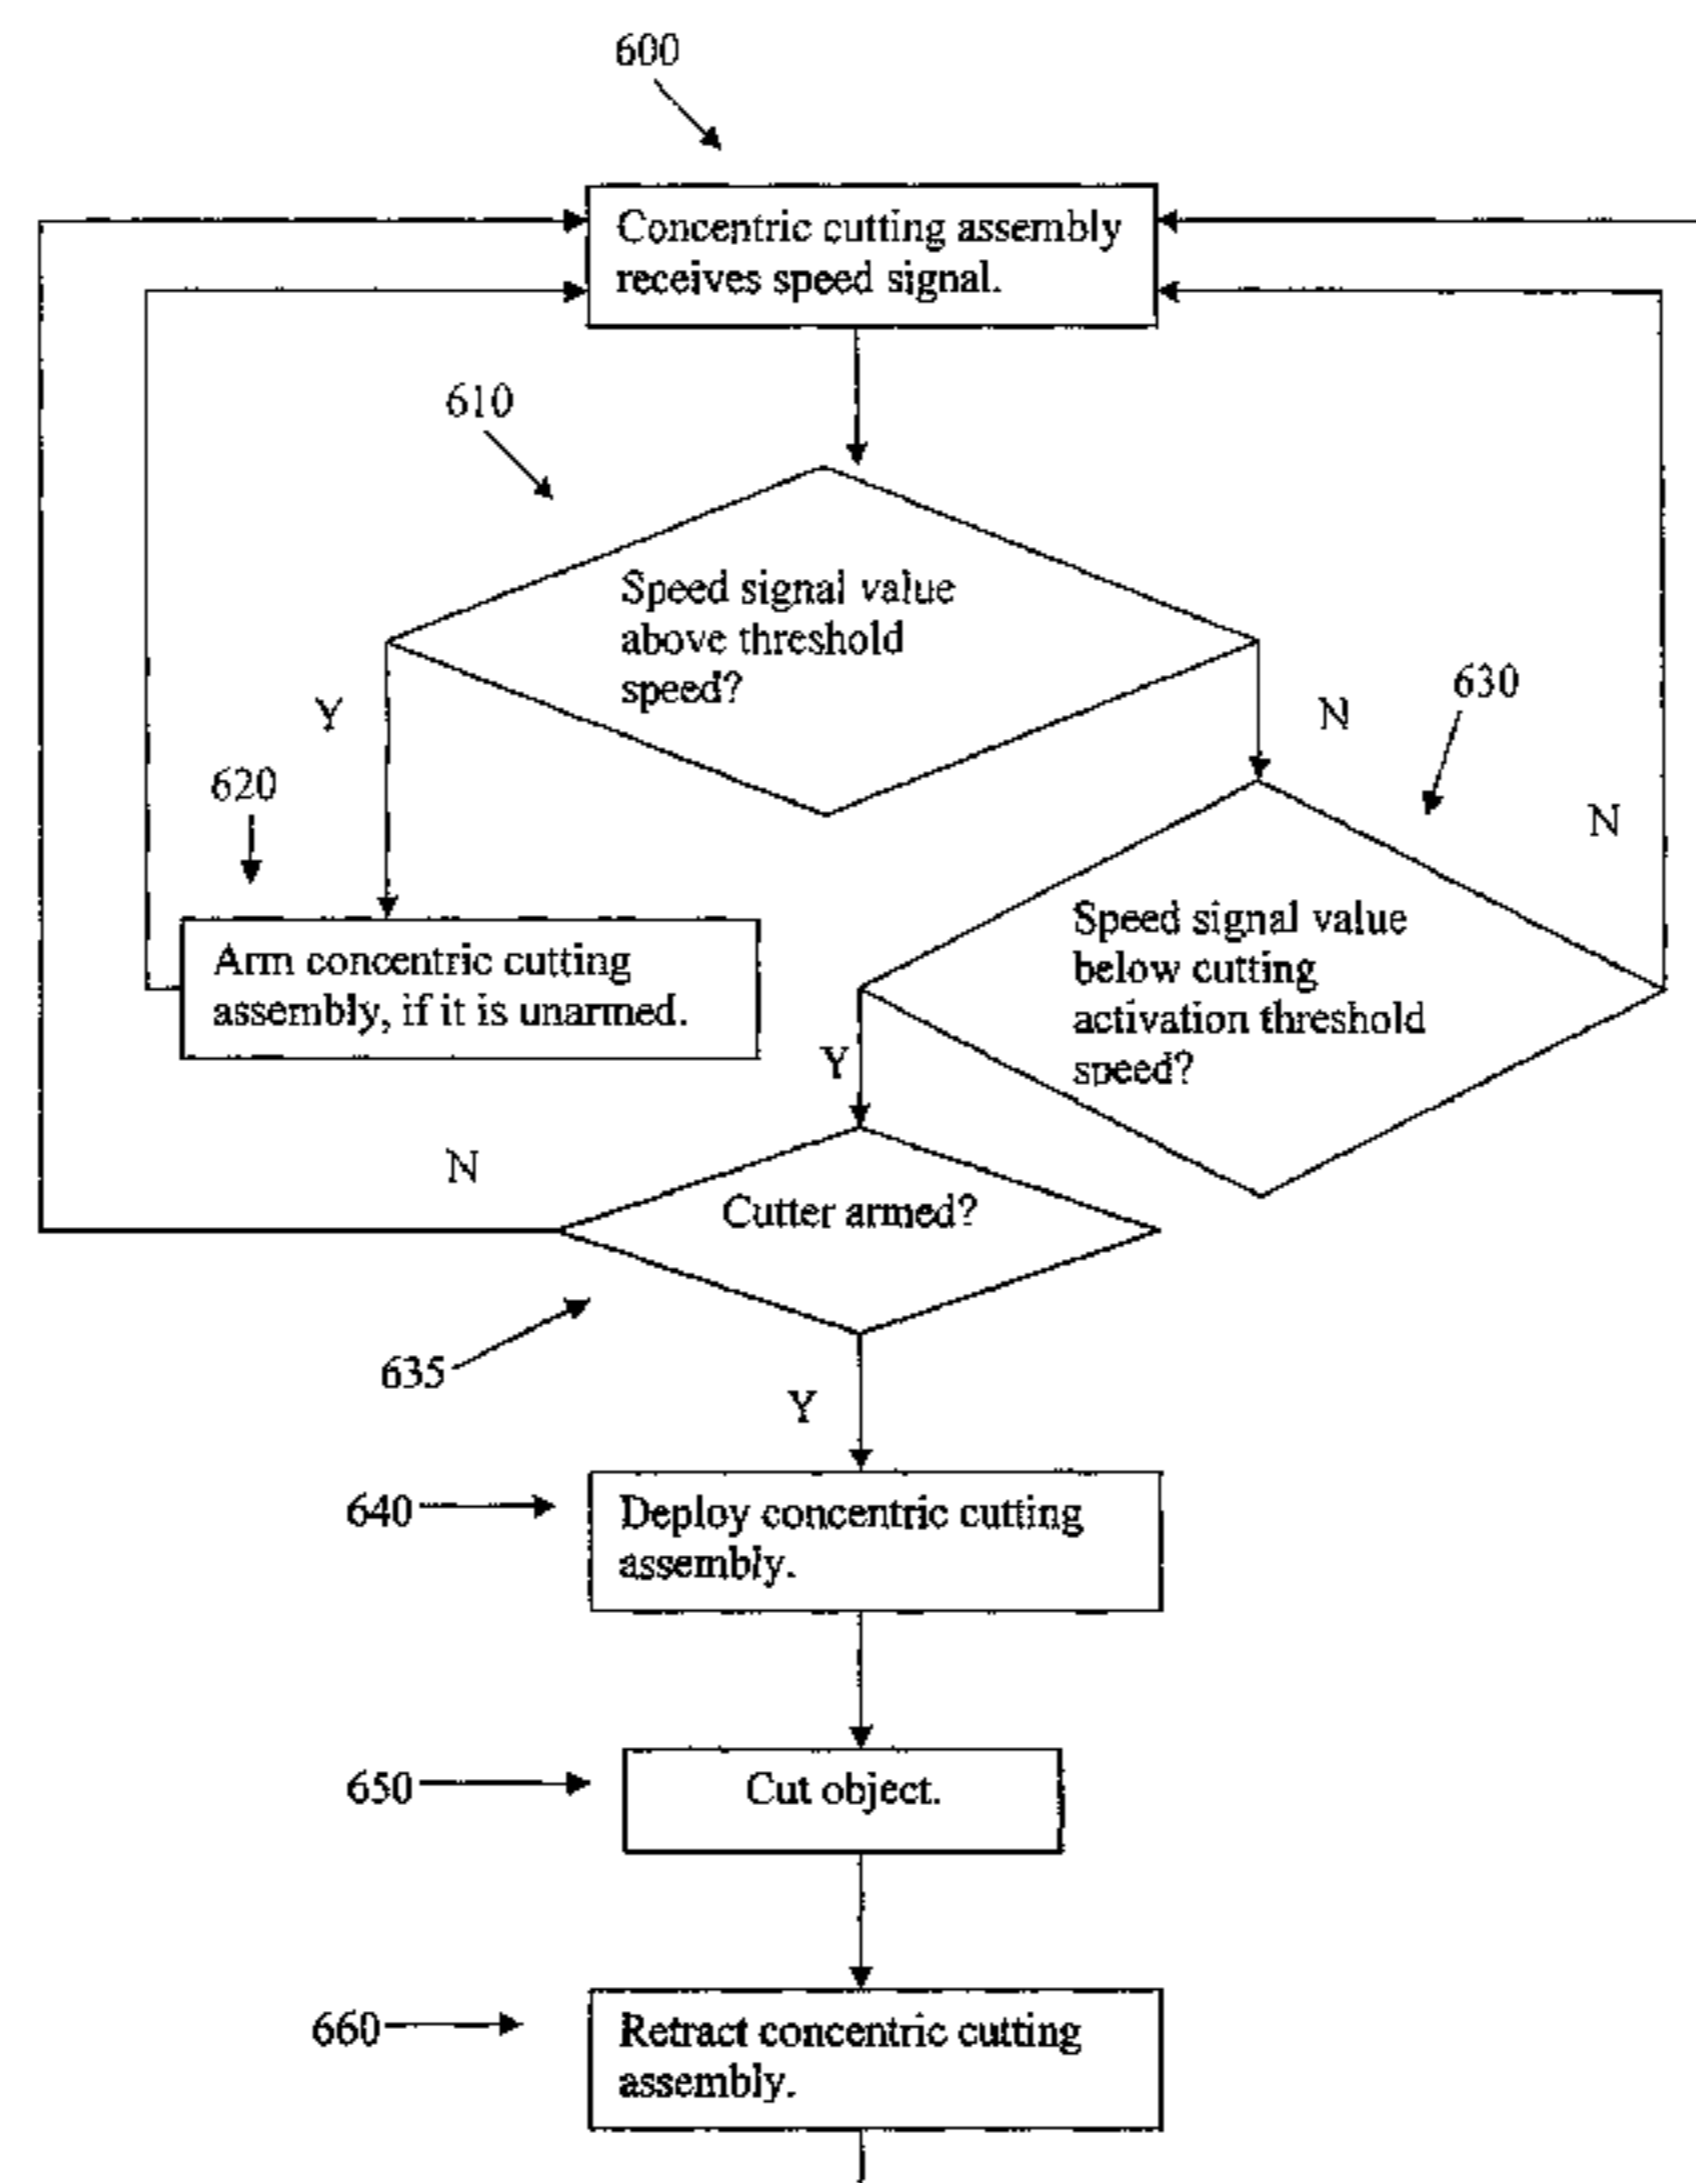 600
Concentric cutting assembly
receives speed signal.
610
Speed signal value
above threshold
speed?
Y
N
630
620
N
Arm concentric cutting
assembly, if it is unarmed.
Speed signal value
below cutting
activation threshold
speed?
Y
N
Cutter armed?
635
Y
640
Deploy concentric cutting
assembly.
650
Cut object.
660
Retract concentric cutting
assembly.